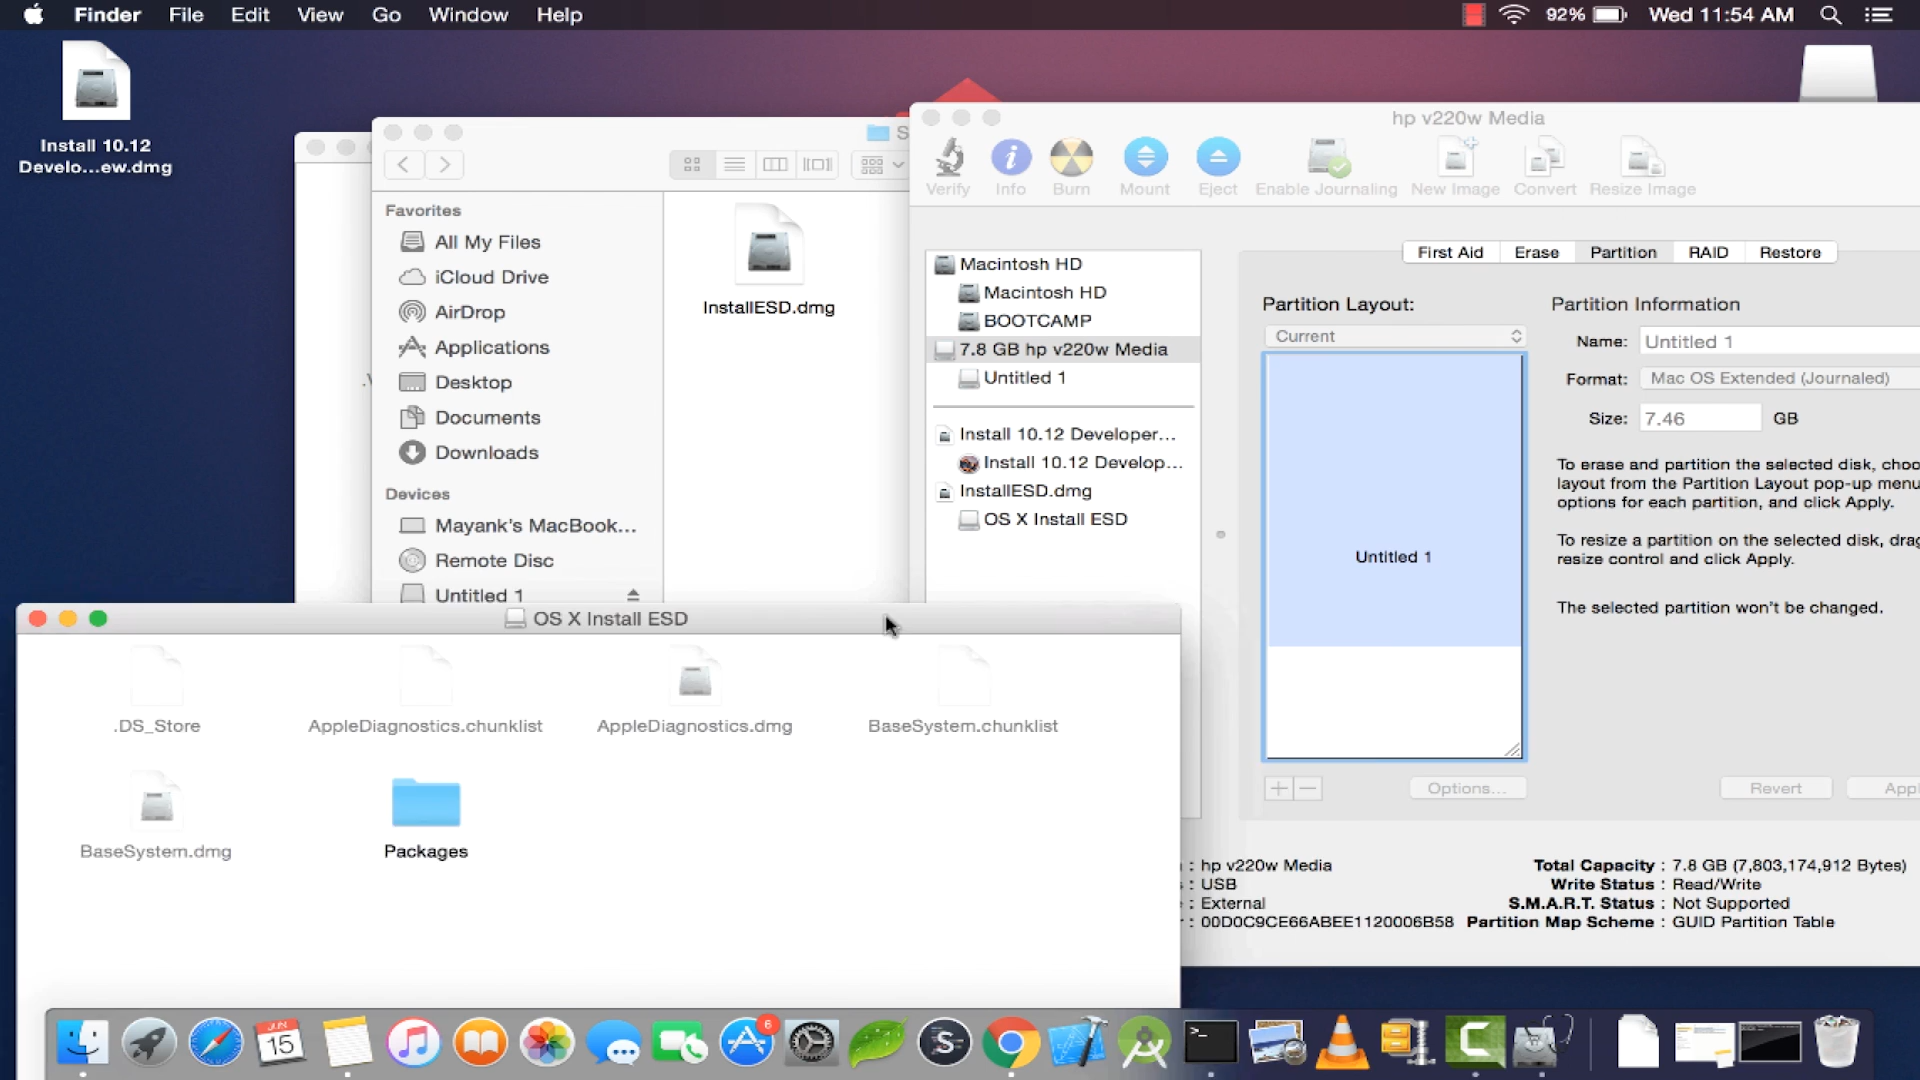 Finder File Edit View Go Window Help
92% Wed 11:54 AM
Install 10.12
Develo...ew.dmg
S
hp v220w Media
Verify Info Burn Mount Eject Enable Journaling New Image Convert Resize Image
Favorites
All My Files
iCloud Drive
AirDrop
Applications
Desktop
Documents
Downloads
Devices
Mayank's MacBook...
Remote Disc
Untitled 1
InstallESD.dmg
Macintosh HD
Macintosh HD
BOOTCAMP
7.8 GB hp v220w Media
Untitled 1
Install 10.12 Developer...
Install 10.12 Develop...
InstallESD.dmg
OS X Install ESD
First Aid Erase Partition RAID Restore
Partition Layout:
Current
Untitled 1
Options...
Partition Information
Name: Untitled 1
Format: Mac OS Extended (Journaled)
Size: 7.46 GB
To erase and partition the selected disk, choo
layout from the Partition Layout pop-up menu
options for each partition, and click Apply.
To resize a partition on the selected disk, drag
resize control and click Apply.
The selected partition won't be changed.
Revert Appl
: hp v220w Media
: USB
: External
: 00D0C9CE66ABEE1120006B58
Total Capacity : 7.8 GB (7,803,174,912 Bytes)
Write Status : Read/Write
S.M.A.R.T. Status : Not Supported
Partition Map Scheme : GUID Partition Table
OS X Install ESD
.DS_Store
AppleDiagnostics.chunklist
AppleDiagnostics.dmg
BaseSystem.chunklist
BaseSystem.dmg
Packages
JUN
15
6